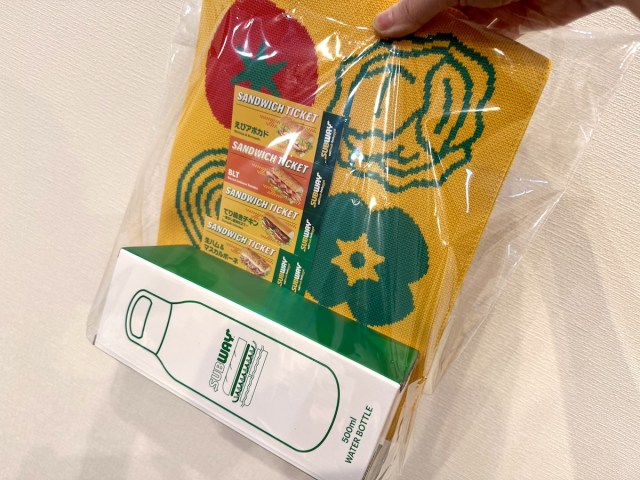 SANDWICH TICKET
えびアボカド
SUBWAY
SANDWICH TICKET
BLT
SUBWAY
SANDWICH TICKET
てり焼きチキン
SUBWAY
SANDWICH TICKET
生ハム&
マスカルポーネ
SUBWAY
SUBWAY
SUBWAY
500ml
WATER BOTTLE